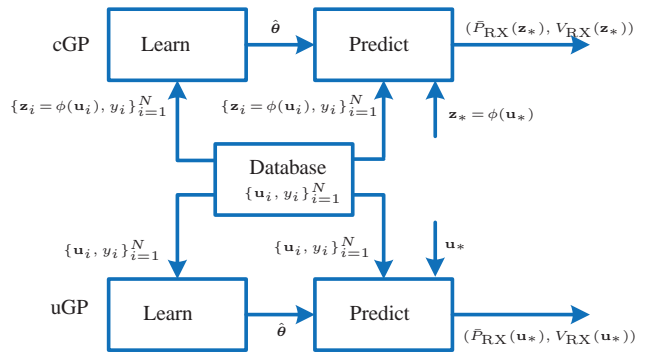 cGP
Learn
θ̂
Predict
(P̄_RX(z_*), V_RX(z_*))
{z_i = φ(u_i), y_i}_{i=1}^N
{z_i = φ(u_i), y_i}_{i=1}^N
z_* = φ(u_*)
Database
{u_i, y_i}_{i=1}^N
{u_i, y_i}_{i=1}^N
{u_i, y_i}_{i=1}^N
u_*
uGP
Learn
θ̂
Predict
(P̄_RX(u_*), V_RX(u_*))